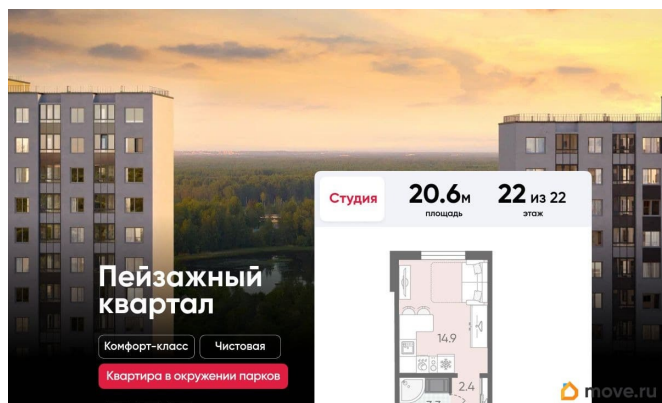 Студия
20.6м
площадь
22 из 22
этаж
Пейзажный
квартал
Комфорт-класс
Чистовая
Квартира в окружении парков
14.9
2.4
move.ru